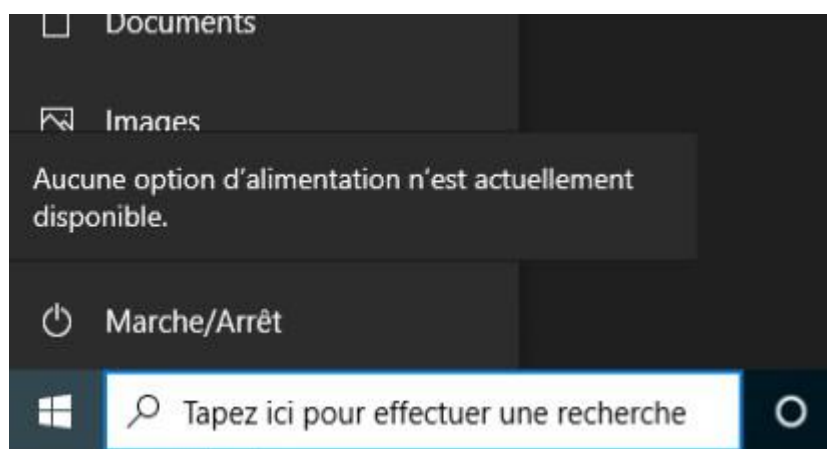 Documents
Images
Aucune option d'alimentation n'est actuellement
disponible.
Marche/Arrêt
Tapez ici pour effectuer une recherche